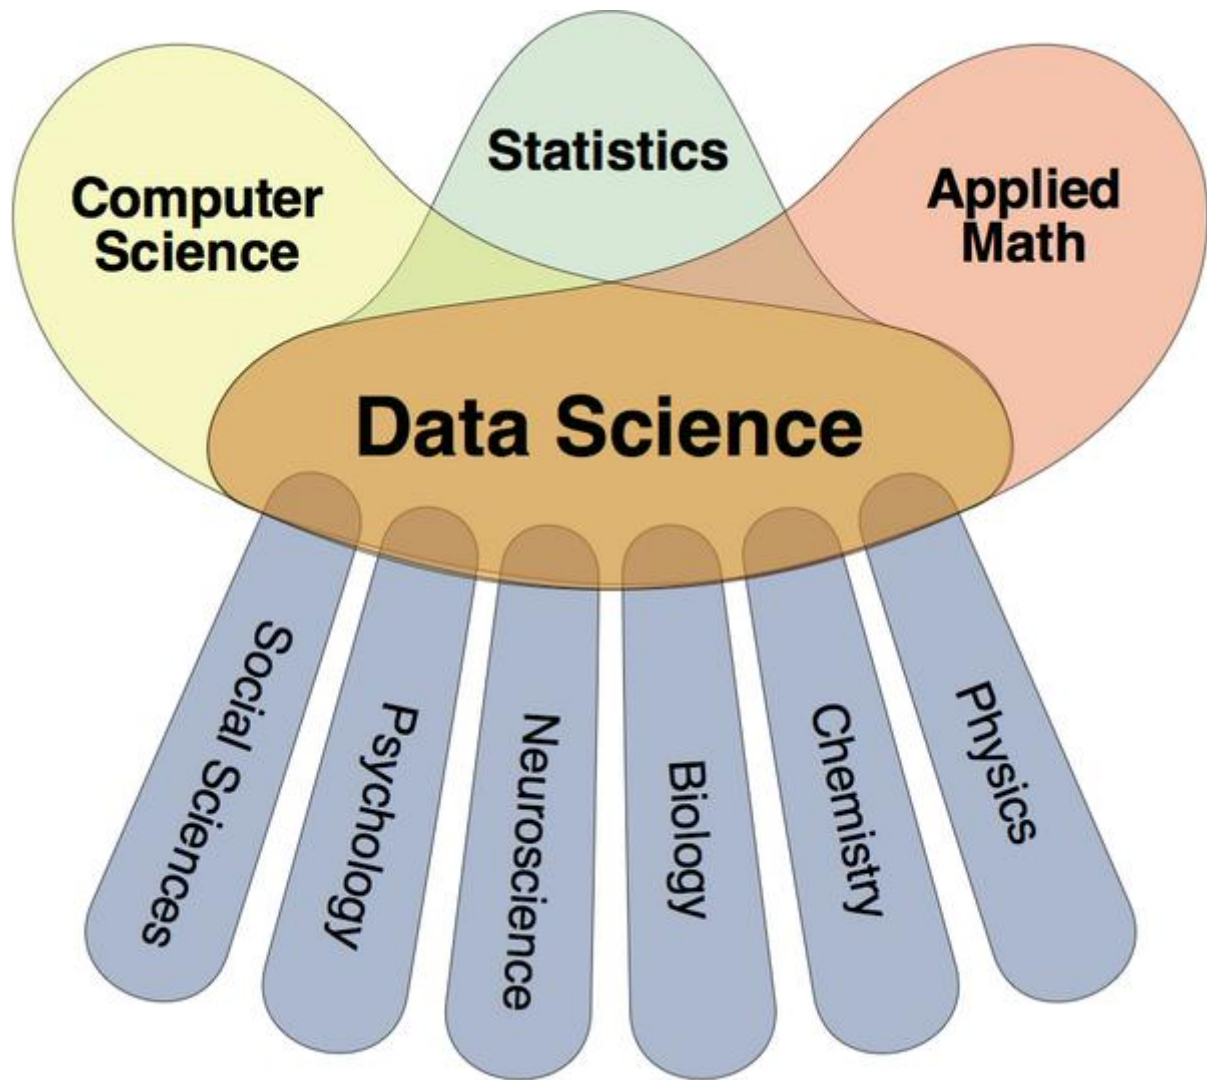 Statistics
Computer
Science
Applied
Math
Data Science
Social Sciences
Psychology
Neuroscience
Biology
Chemistry
Physics